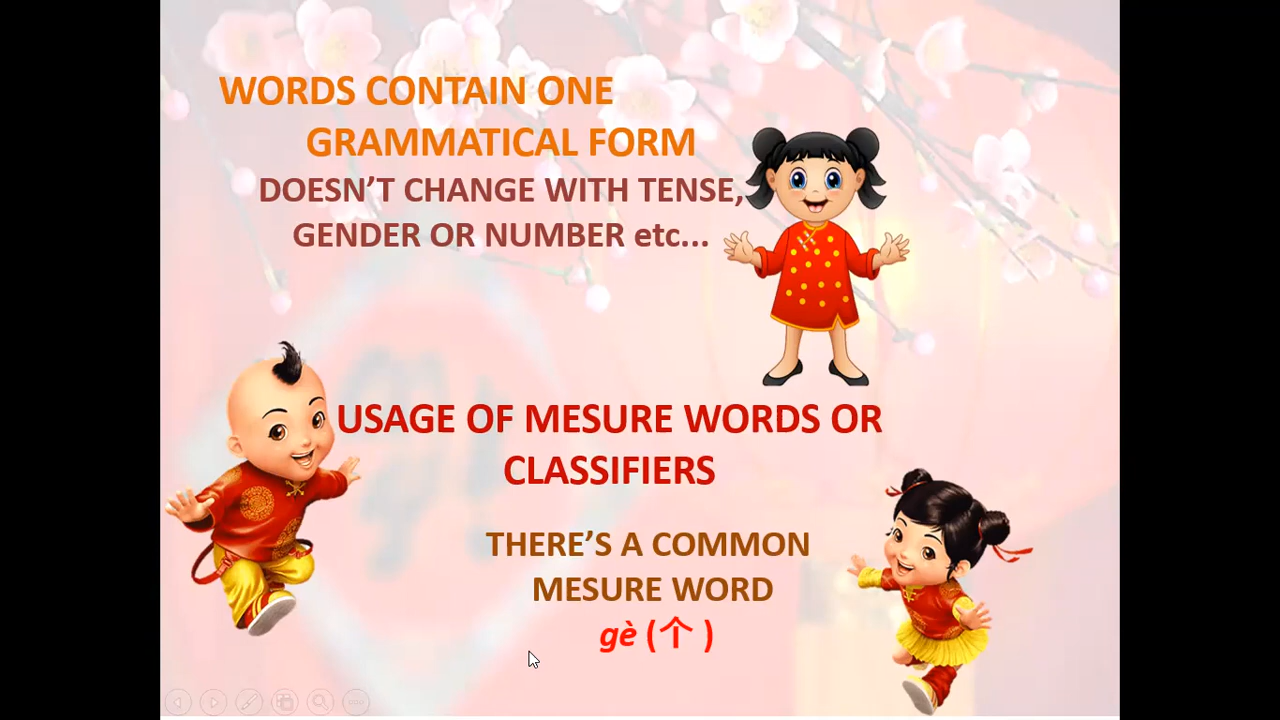 WORDS CONTAIN ONE
GRAMMATICAL FORM
DOESN’T CHANGE WITH TENSE,
GENDER OR NUMBER etc...
USAGE OF MESURE WORDS OR
CLASSIFIERS
THERE’S A COMMON
MESURE WORD
gè (个 )